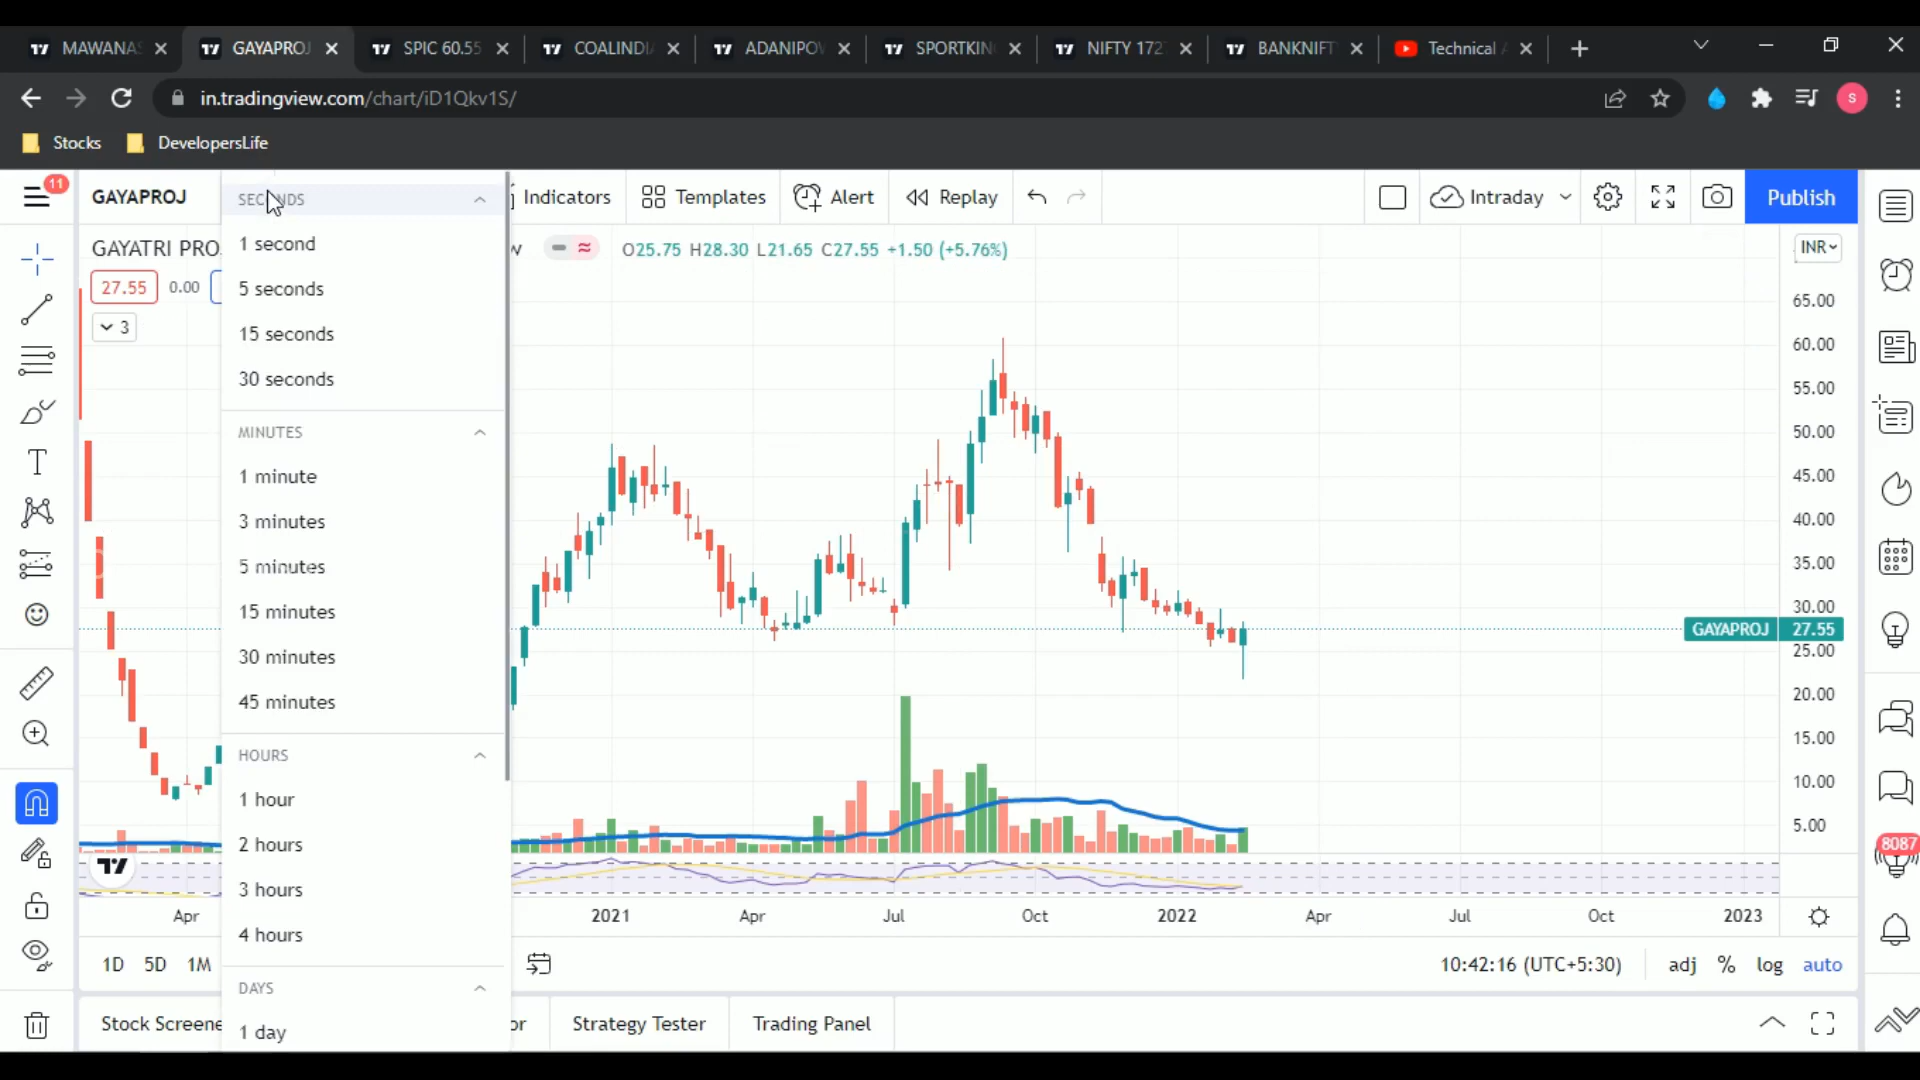 MAWANAS
GAYAPROJ
SPIC 60.55
COALINDI
ADANIPO
SPORTKIN
NIFTY 172
BANKNIFT
Technical
in.tradingview.com/chart/iD1Qkv1S/
S
Stocks
DevelopersLife
11
GAYAPROJ
SECONDS
Indicators
Templates
Alert
Replay
Intraday
Publish
GAYATRI PRO
O25.75 H28.30 L21.65 C27.55 +1.50 (+5.76%)
INR
27.55
0.00
3
1 second
5 seconds
15 seconds
30 seconds
MINUTES
1 minute
3 minutes
5 minutes
15 minutes
30 minutes
45 minutes
HOURS
1 hour
2 hours
3 hours
4 hours
DAYS
1 day
65.00
60.00
55.00
50.00
45.00
40.00
35.00
30.00
GAYAPROJ 27.55
25.00
20.00
15.00
10.00
5.00
8087
Apr
2021
Apr
Jul
Oct
2022
Apr
Jul
Oct
2023
1D 5D 1M
10:42:16 (UTC+5:30)
adj % log auto
Stock Screene
or
Strategy Tester
Trading Panel